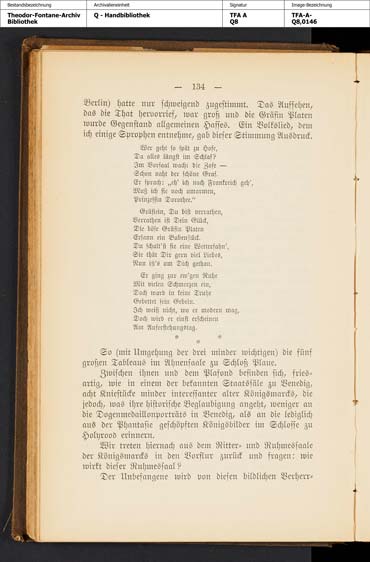 Bestandsbezeichnung Archivalieneinheit Signatur Image-Bezeichnung
Theodor-Fontane-Archiv Q - Handbibliothek TFA A TFA-A-
Bibliothek Q8 Q8,0146
— 134 —
Berlin) hatte nur schweigend zugestimmt. Das Aufsehen,
das die That hervorrief, war groß und die Gräfin Platen
wurde Gegenstand allgemeinen Hasses. Ein Volkslied, dem
ich einige Strophen entnehme, gab dieser Stimmung Ausdruck.
Wer geht so spät zu Hofe,
Da alles längst im Schlaf?
Im Vorsaal wacht die Zofe —
Schon naht der schöne Graf.
Er sprach: „eh' ich nach Frankreich geh',
Muß ich sie noch umarmen,
Prinzessin Dorothee."
Gräflein, Du bist verrathen,
Verrathen ist Dein Glück,
Die böse Gräfin Platen
Ersann ein Bubenstück.
Du schalt'st sie eine Wetterfahn',
Sie thät Dir gern viel Liebes,
Nun ist's um Dich gethan.
Er ging zur ew'gen Ruhe
Mit vielen Schmerzen ein,
Doch ward in keine Truhe
Gebettet sein Gebein.
Ich weiß nicht, wo er modern mag,
Doch wird er einst erscheinen
Am Auferstehungstag.
* *
*
So (mit Umgehung der drei minder wichtigen) die fünf
großen Tableaus im Ahnensaale zu Schloß Plaue.
Zwischen ihnen und dem Plafond befinden sich, fries-
artig, wie in einem der bekannten Staatssäle zu Venedig,
acht Kniestücke minder interessanter alter Königsmarcks, die
jedoch, was ihre historische Beglaubigung angeht, weniger an
die Dogenmedaillonporträts in Venedig, als an die lediglich
aus der Phantasie geschöpften Königsbilder im Schlosse zu
Holyrood erinnern.
Wir treten hiernach aus dem Ritter- und Ruhmessaale
der Königsmarcks in den Vorflur zurück und fragen: wie
wirkt dieser Ruhmessaal?
Der Unbefangene wird von diesen bildlichen Verherr-